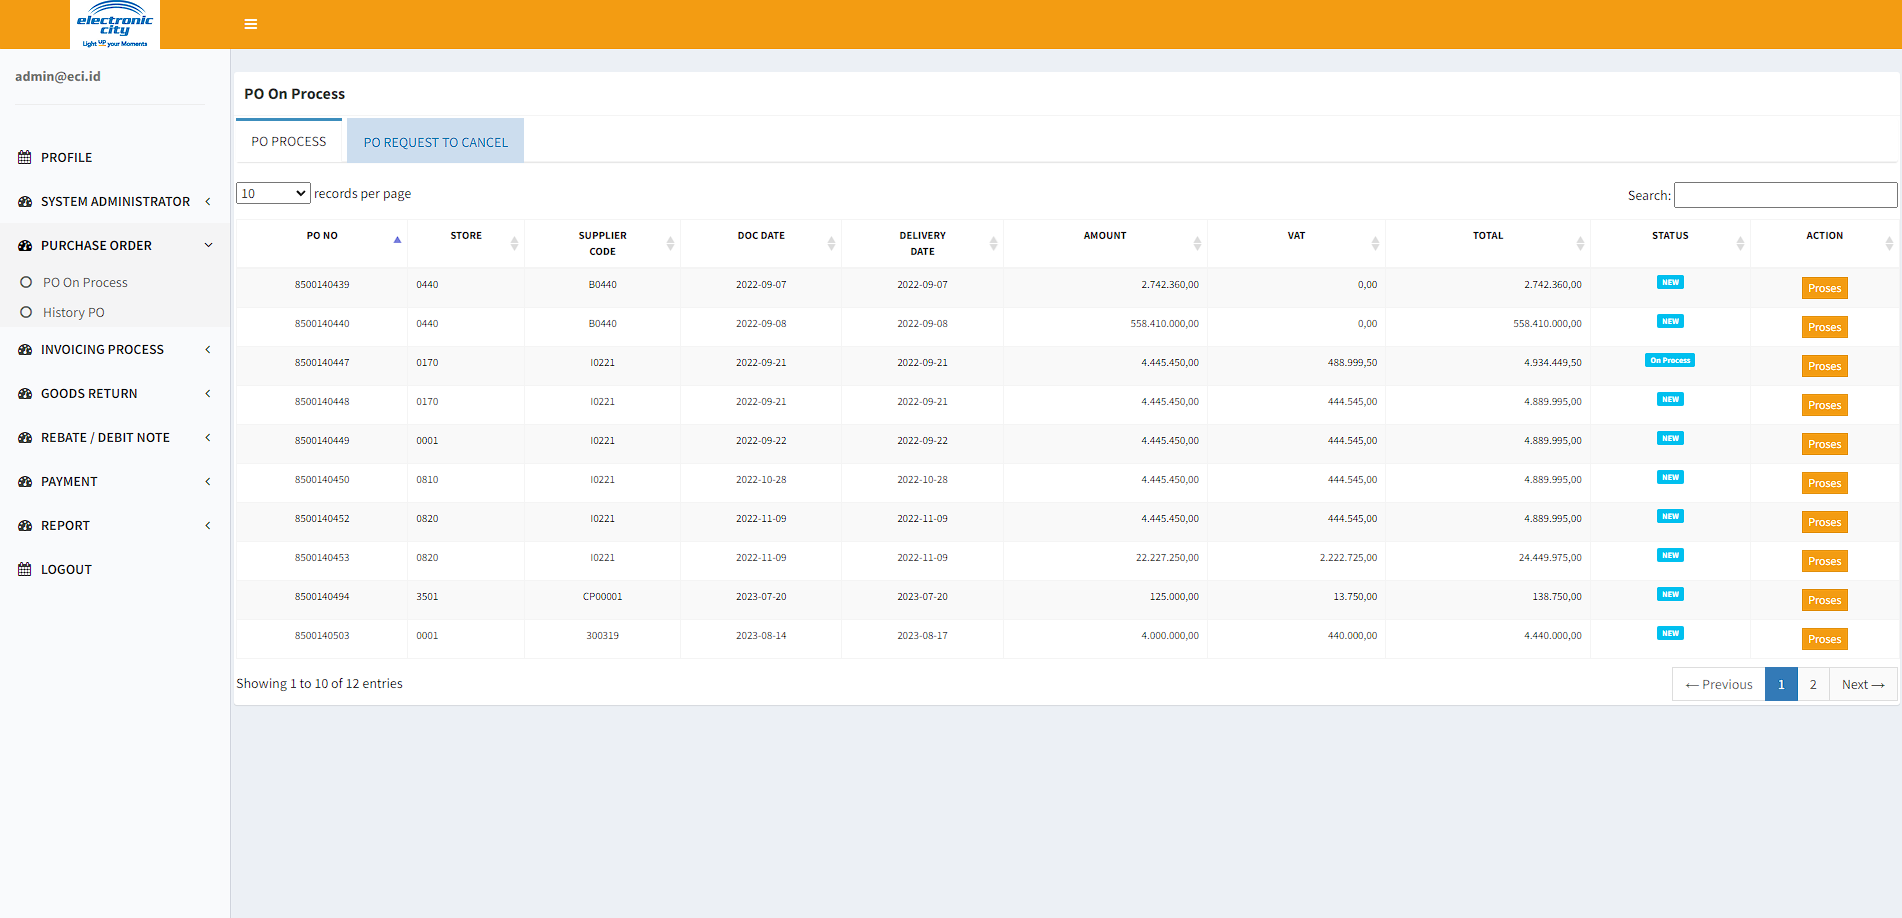 electronic
city
Light UP your Moments
admin@eci.id
PROFILE
SYSTEM ADMINISTRATOR
PURCHASE ORDER
PO On Process
History PO
INVOICING PROCESS
GOODS RETURN
REBATE / DEBIT NOTE
PAYMENT
REPORT
LOGOUT
PO On Process
PO PROCESS PO REQUEST TO CANCEL
10 records per page Search:
PO NO STORE SUPPLIER CODE DOC DATE DELIVERY DATE AMOUNT VAT TOTAL STATUS ACTION
8500140439 0440 B0440 2022-09-07 2022-09-07 2.742.360,00 0,00 2.742.360,00 NEW Proses
8500140440 0440 B0440 2022-09-08 2022-09-08 558.410.000,00 0,00 558.410.000,00 NEW Proses
8500140447 0170 I0221 2022-09-21 2022-09-21 4.445.450,00 488.999,50 4.934.449,50 On Process Proses
8500140448 0170 I0221 2022-09-21 2022-09-21 4.445.450,00 444.545,00 4.889.995,00 NEW Proses
8500140449 0001 I0221 2022-09-22 2022-09-22 4.445.450,00 444.545,00 4.889.995,00 NEW Proses
8500140450 0810 I0221 2022-10-28 2022-10-28 4.445.450,00 444.545,00 4.889.995,00 NEW Proses
8500140452 0820 I0221 2022-11-09 2022-11-09 4.445.450,00 444.545,00 4.889.995,00 NEW Proses
8500140453 0820 I0221 2022-11-09 2022-11-09 22.227.250,00 2.222.725,00 24.449.975,00 NEW Proses
8500140494 3501 CP00001 2023-07-20 2023-07-20 125.000,00 13.750,00 138.750,00 NEW Proses
8500140503 0001 300319 2023-08-14 2023-08-17 4.000.000,00 440.000,00 4.440.000,00 NEW Proses
Showing 1 to 10 of 12 entries ← Previous 1 2 Next →